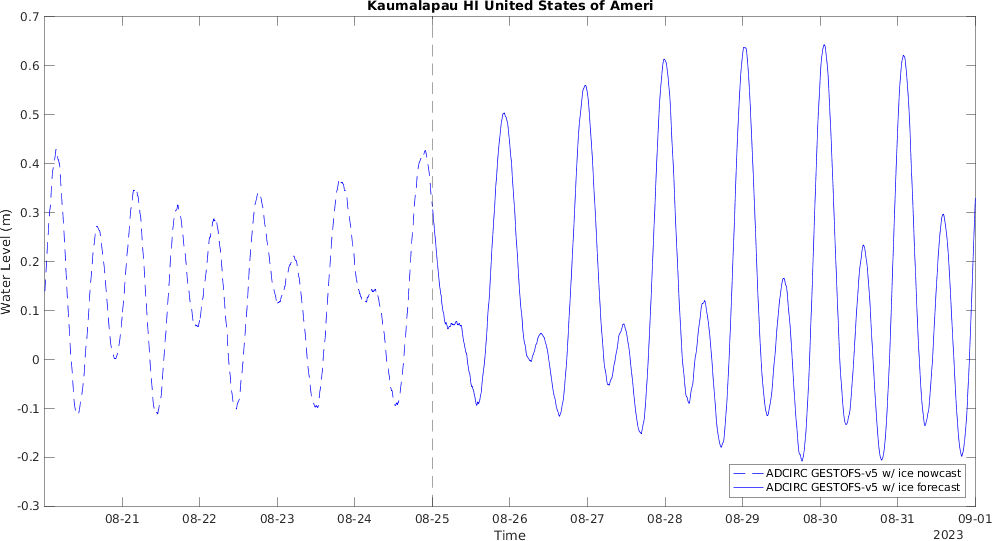 Kaumalapau HI United States of Ameri
Water Level (m)
0.7
0.6
0.5
0.4
0.3
0.2
0.1
0
-0.1
-0.2
-0.3
ADCIRC GESTOFS-v5 w/ ice nowcast
ADCIRC GESTOFS-v5 w/ ice forecast
08-21 08-22 08-23 08-24 08-25 08-26 08-27 08-28 08-29 08-30 08-31 09-01
Time
2023